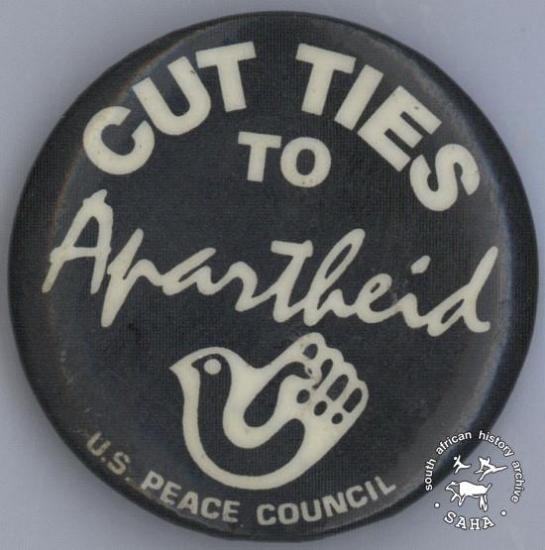 CUT TIES
TO
Apartheid
U.S. PEACE COUNCIL
south african history archive
• SAHA •